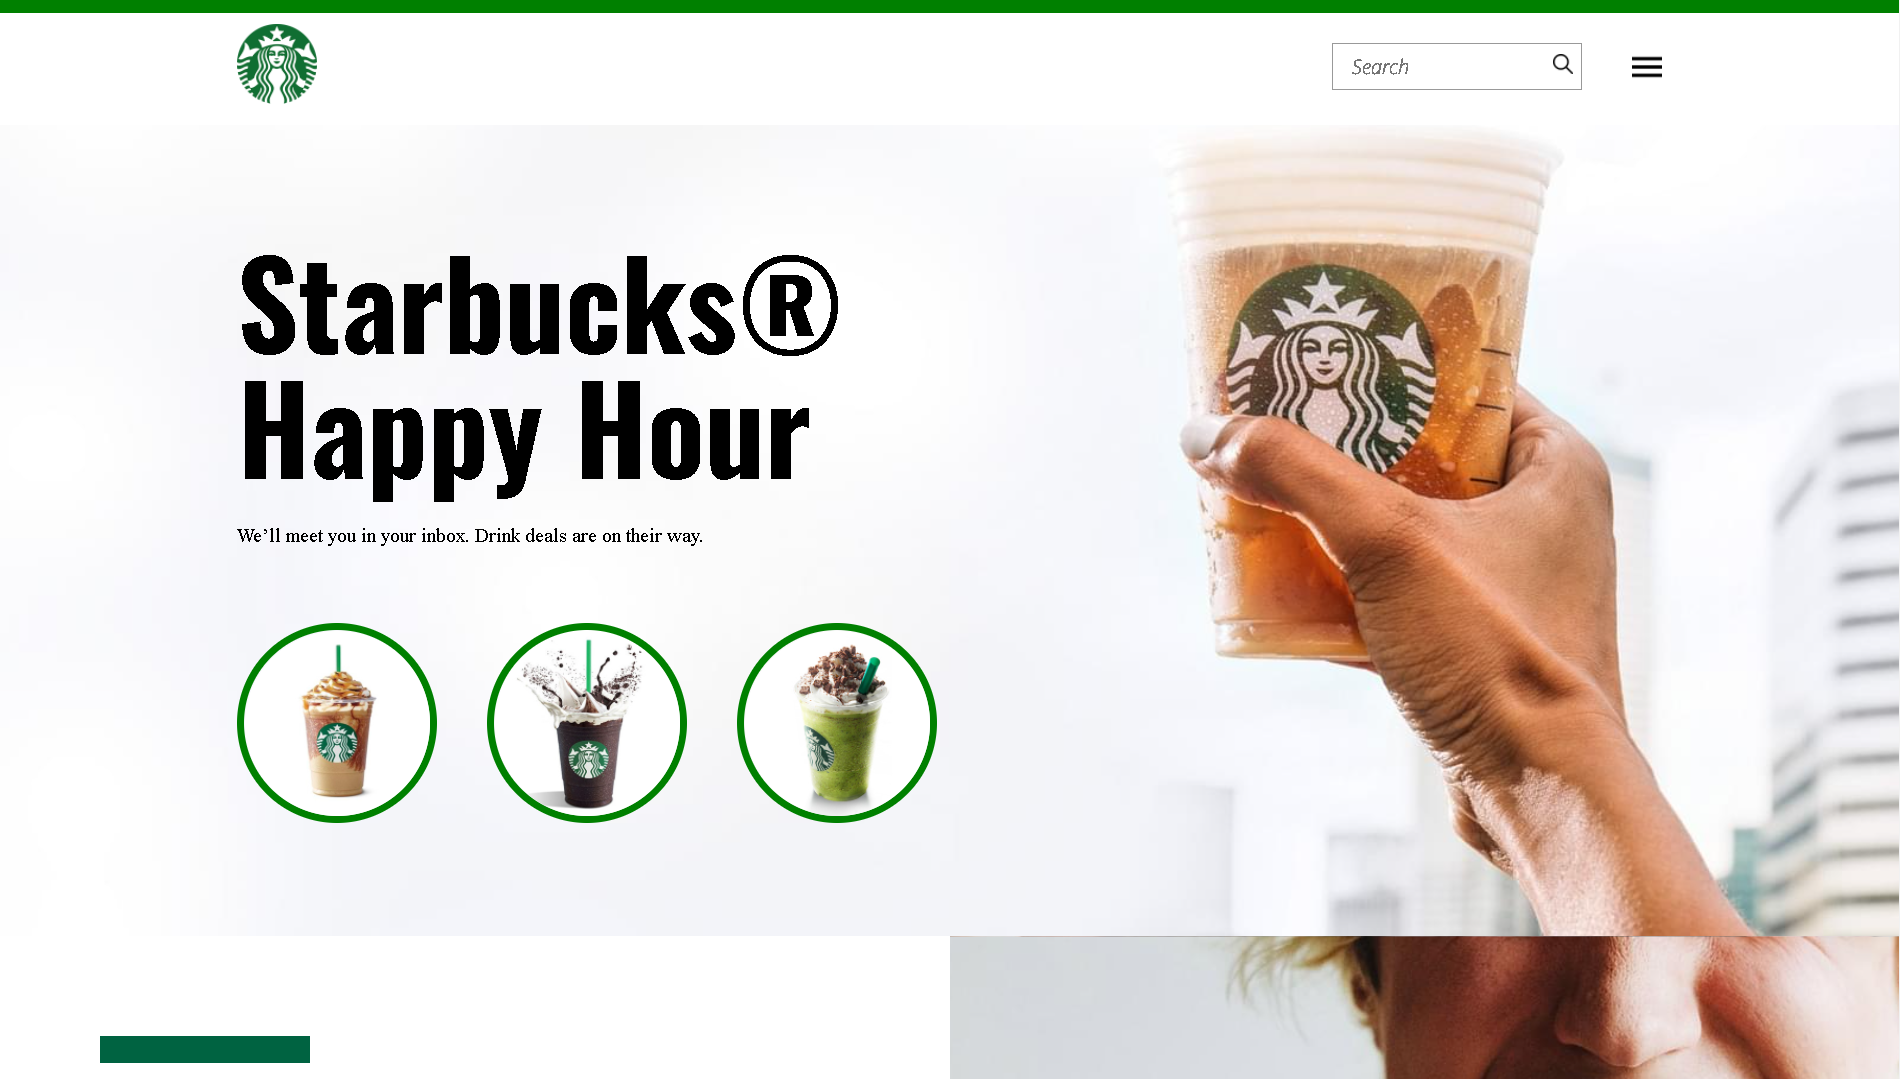 Search
Starbucks®
Happy Hour
We’ll meet you in your inbox. Drink deals are on their way.